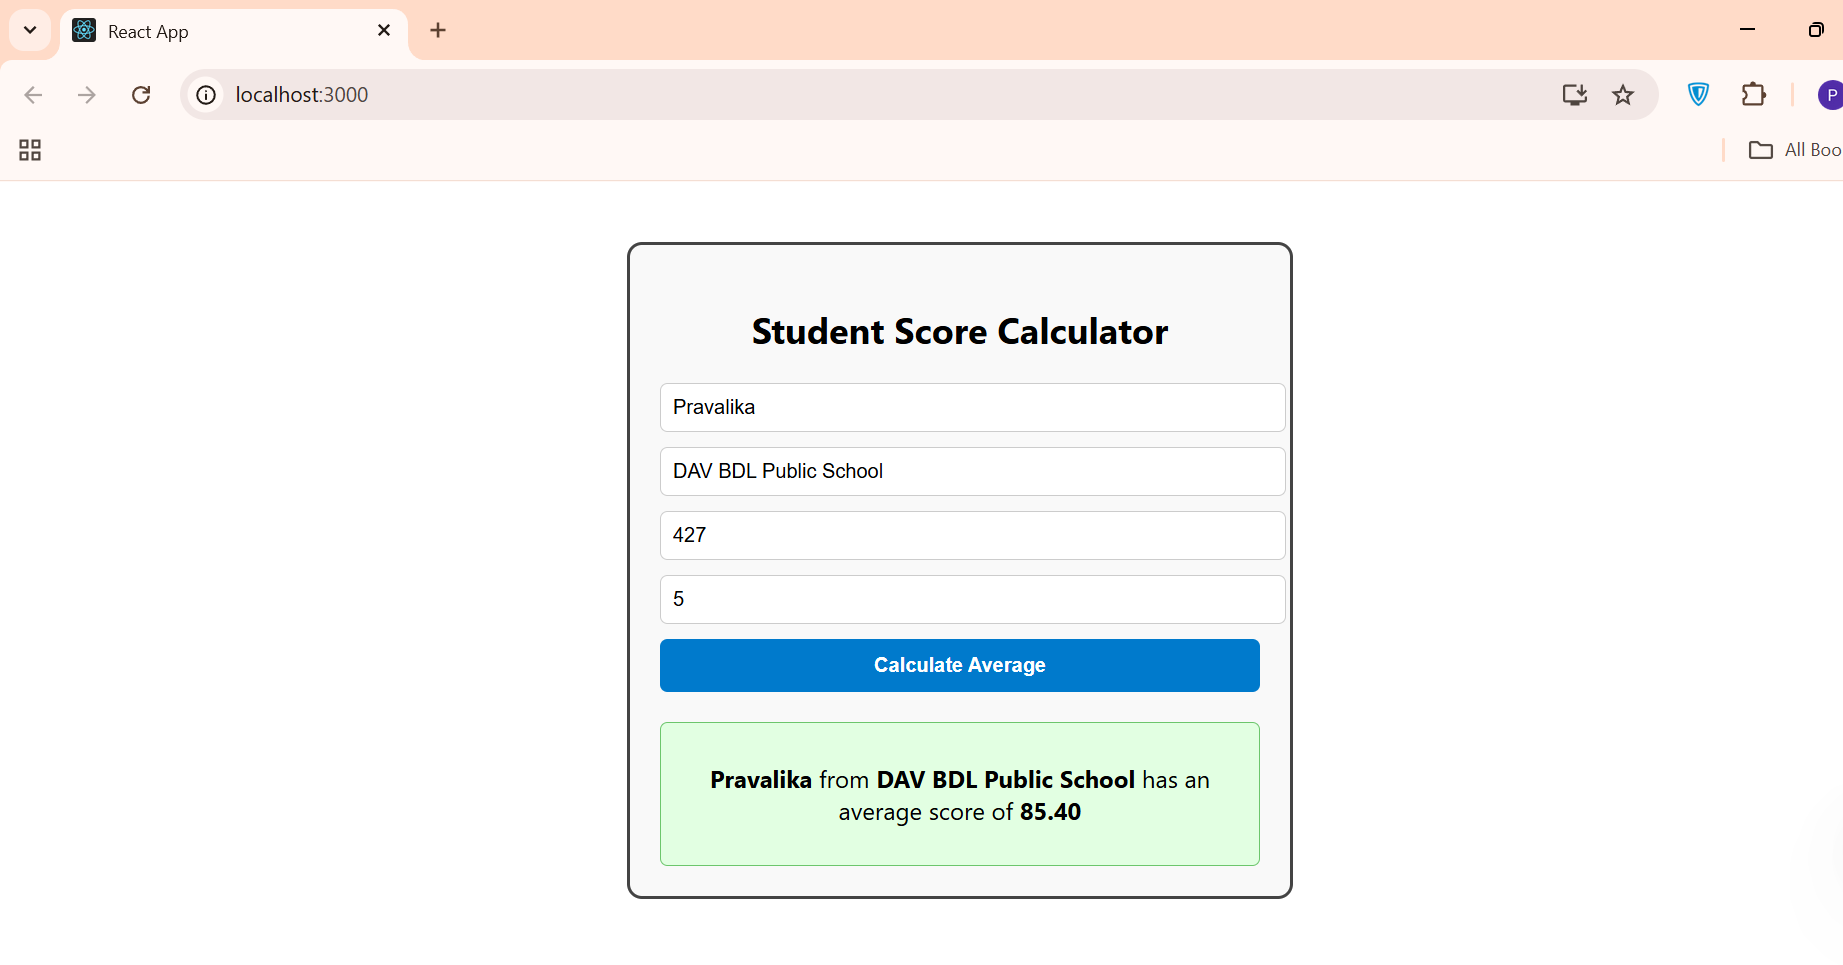 React App
localhost:3000
P
All Boo
Student Score Calculator
Pravalika
DAV BDL Public School
427
5
Calculate Average
Pravalika from DAV BDL Public School has an
average score of 85.40